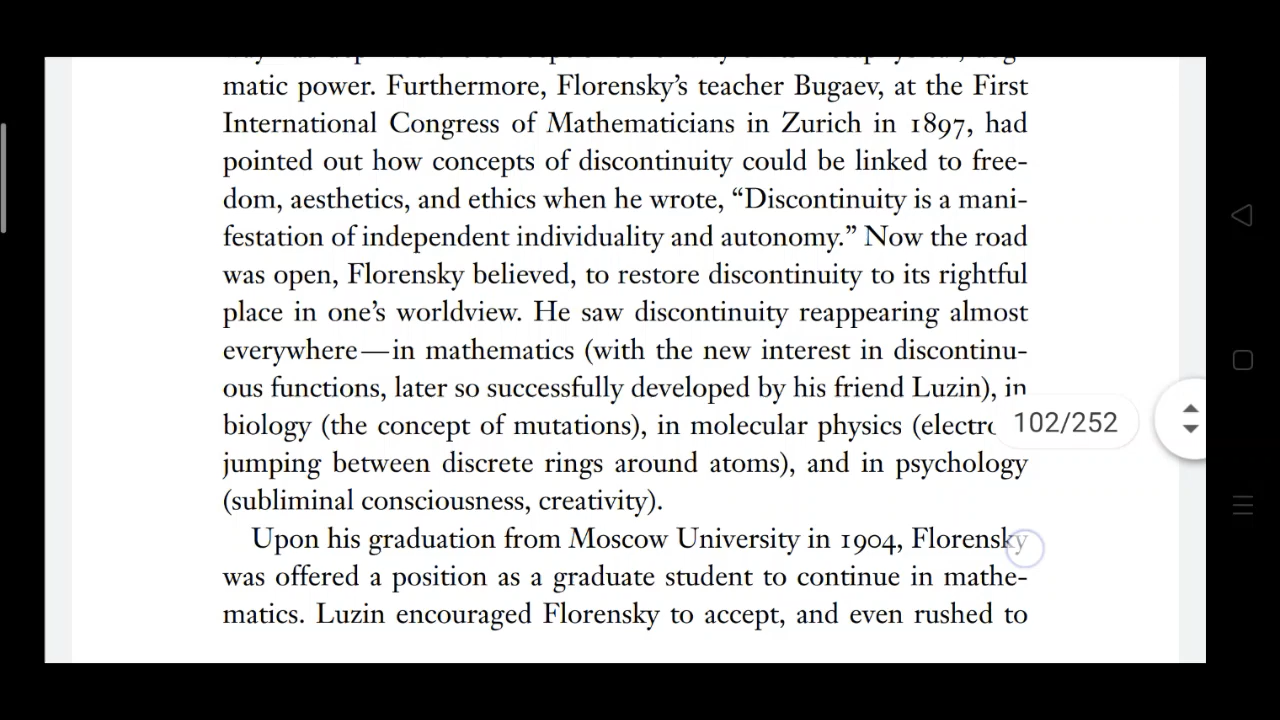 matic power. Furthermore, Florensky's teacher Bugaev, at the First
International Congress of Mathematicians in Zurich in 1897, had
pointed out how concepts of discontinuity could be linked to free-
dom, aesthetics, and ethics when he wrote, “Discontinuity is a mani-
festation of independent individuality and autonomy.” Now the road
was open, Florensky believed, to restore discontinuity to its rightful
place in one's worldview. He saw discontinuity reappearing almost
everywhere—in mathematics (with the new interest in discontinu-
ous functions, later so successfully developed by his friend Luzin), in
biology (the concept of mutations), in molecular physics
jumping between discrete rings around atoms), and in psychology
(subliminal consciousness, creativity).
Upon his graduation from Moscow University in 1904, Florensky
was offered a position as a graduate student to continue in mathe-
matics. Luzin encouraged Florensky to accept, and even rushed to
102/252